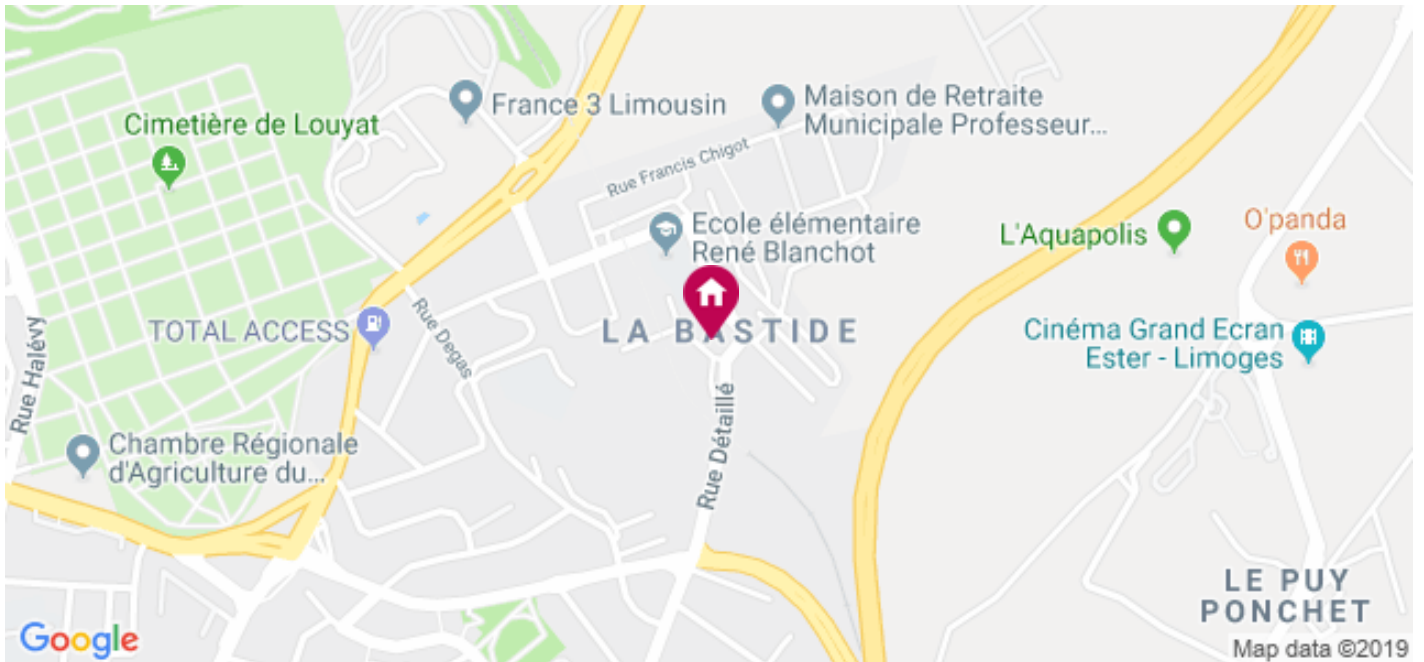 France 3 Limousin
Maison de Retraite
Municipale Professeur...
Cimetière de Louyat
Rue Francis Chigot
Ecole élémentaire
René Blanchot
L'Aquapolis
O'panda
TOTAL ACCESS
LA BASTIDE
Cinéma Grand Ecran
Ester - Limoges
Rue Halévy
Rue Degas
Rue Détaillé
Chambre Régionale
d'Agriculture du...
LE PUY
PONCHET
Google
Map data ©2019